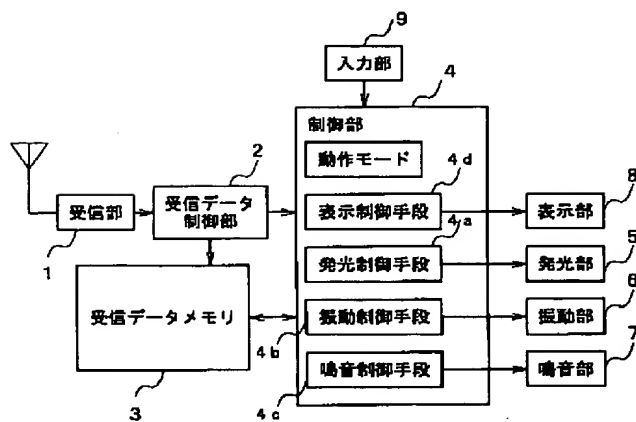 9
入力部
4
制御部
動作モード
2
受信データ
制御部
4d
表示制御手段
8
表示部
受信部
1
4a
発光制御手段
5
発光部
受信データメモリ
3
振動制御手段
4b
6
振動部
鳴音制御手段
4c
7
鳴音部